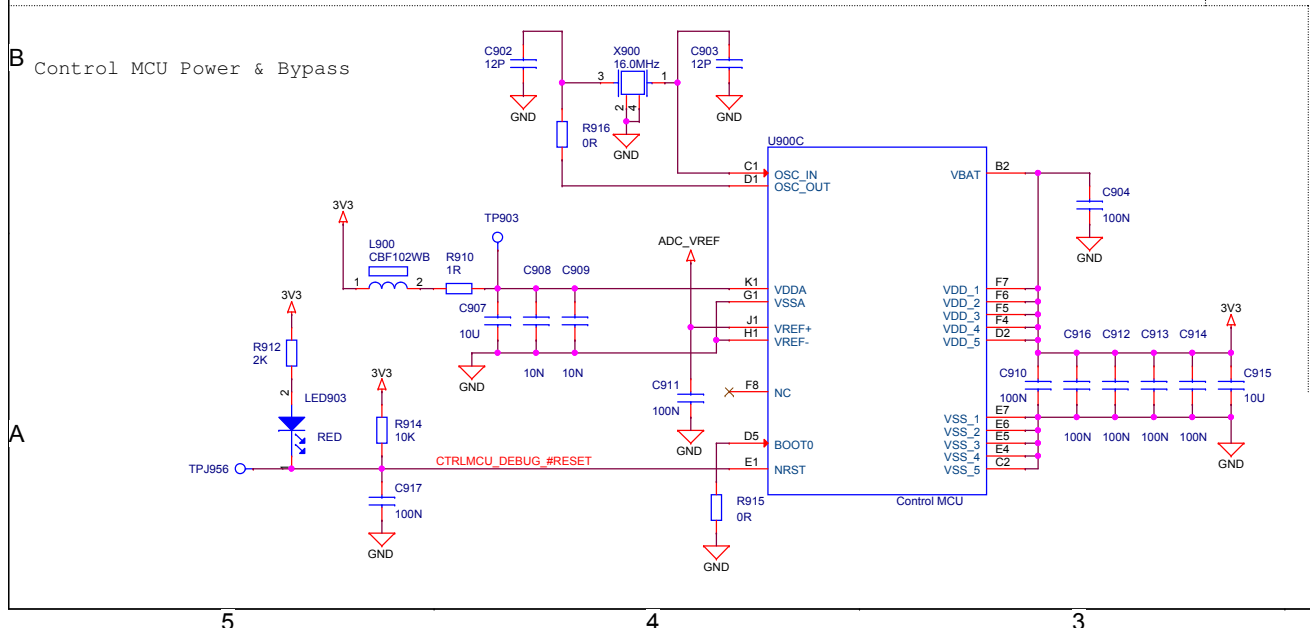 B
Control MCU Power & Bypass
C902
12P
X900
16.0MHz
C903
12P
3
1
2
4
GND
GND
GND
R916
0R
U900C
C1
OSC_IN
D1
OSC_OUT
B2
VBAT
C904
100N
GND
3V3
TP903
ADC_VREF
L900
CBF102WB
1
2
R910
1R
C908
C909
C907
10U
10N
10N
GND
K1
VDDA
G1
VSSA
J1
VREF+
H1
VREF-
F7
VDD_1
F6
VDD_2
F5
VDD_3
F4
VDD_4
D2
VDD_5
3V3
R912
2K
2
LED903
RED
1
3V3
R914
10K
C911
100N
GND
F8
NC
D5
BOOT0
E1
NRST
3V3
C910
100N
C916
C912
C913
C914
C915
10U
100N
100N
100N
100N
GND
E7
VSS_1
E6
VSS_2
E5
VSS_3
E4
VSS_4
C2
VSS_5
A
TPJ956
CTRLMCU_DEBUG_#RESET
C917
100N
GND
R915
0R
GND
Control MCU
5
4
3